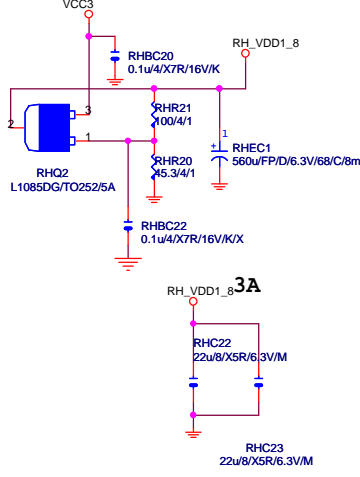 VCC3
RHBC20
0.1u/4/X7R/16V/K
RH_VDD1_8
3
2
RHR21
100/4/1
1
1
+
RHEC1
560u/FP/D/6.3V/68/C/8m
RHQ2
L1085DG/TO252/5A
RHR20
45.3/4/1
RHBC22
0.1u/4/X7R/16V/K/X
RH_VDD1_8 3A
RHC22
22u/8/X5R/6.3V/M
RHC23
22u/8/X5R/6.3V/M